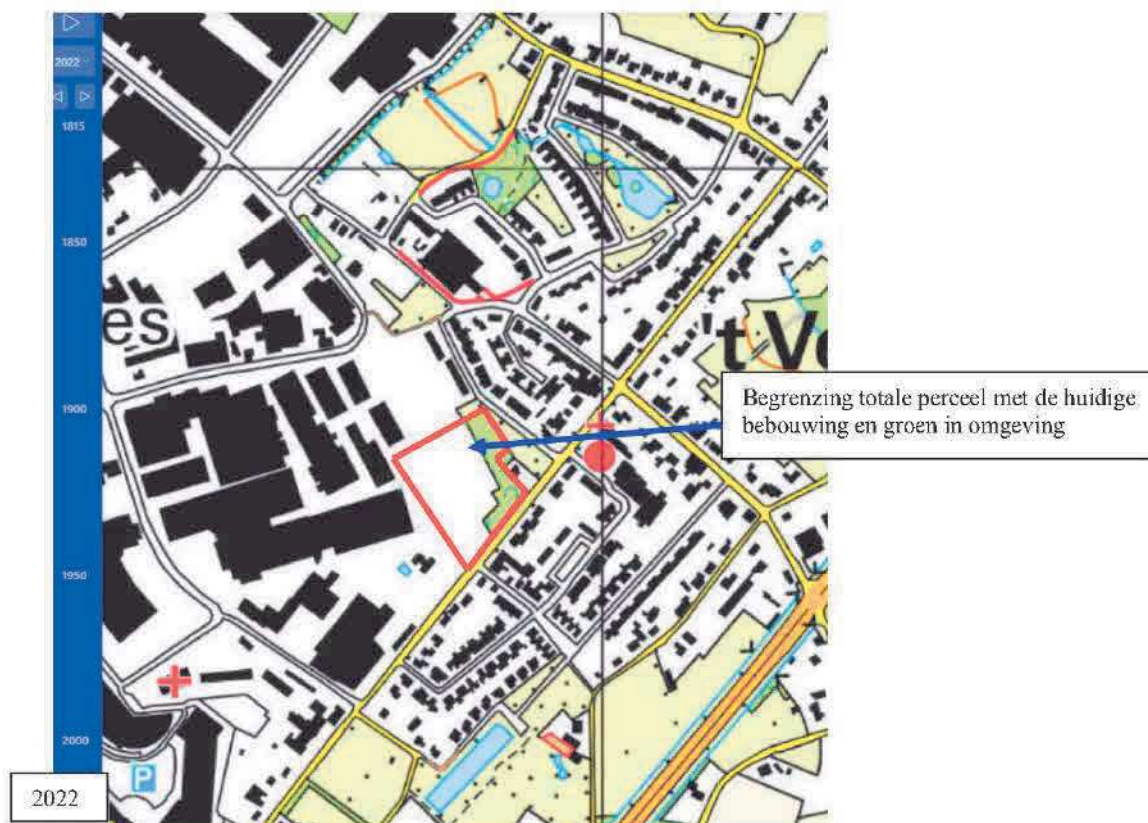 2022
1815
1850
1900
1950
2000
es
't V
P
Begrenzing totale perceel met de huidige
bebouwing en groen in omgeving
2022